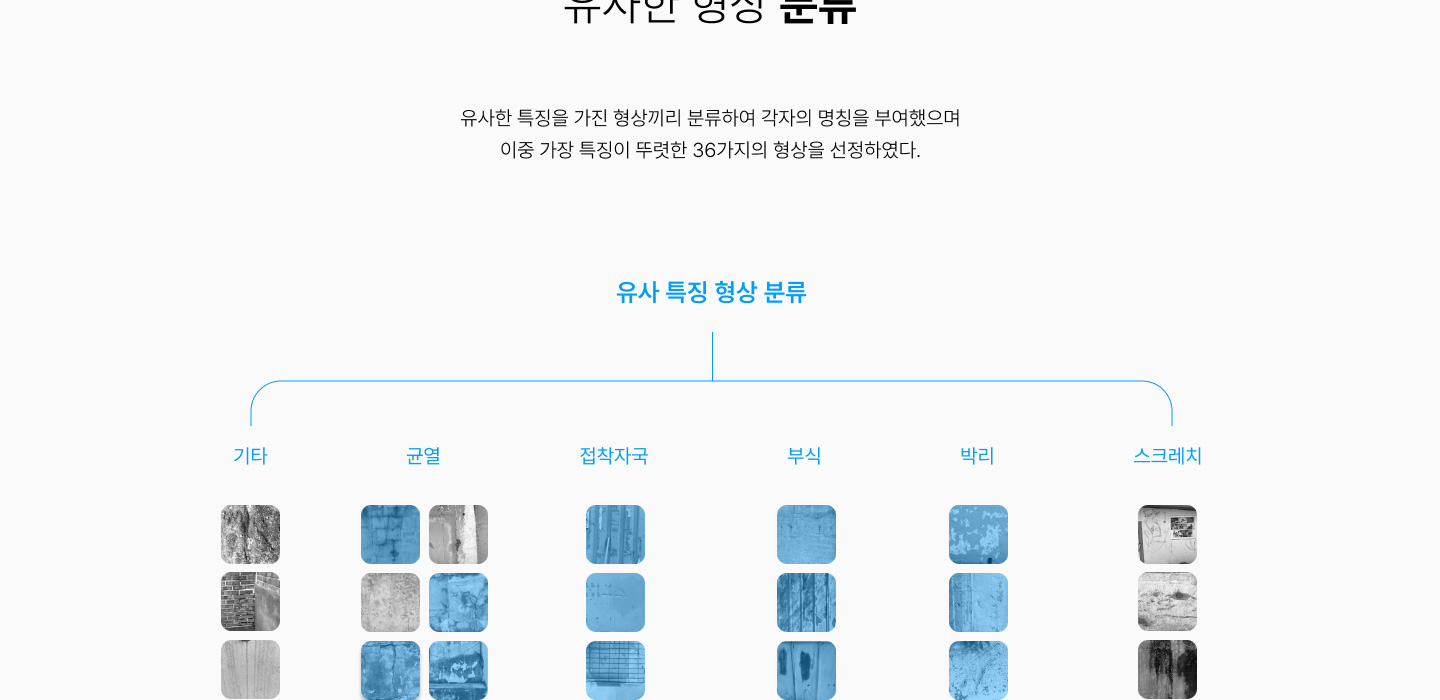 유사한 형상 분류
유사한 특징을 가진 형상끼리 분류하여 각자의 명칭을 부여했으며
이중 가장 특징이 뚜렷한 36가지의 형상을 선정하였다.
유사 특징 형상 분류
기타
균열
접착자국
부식
박리
스크레치